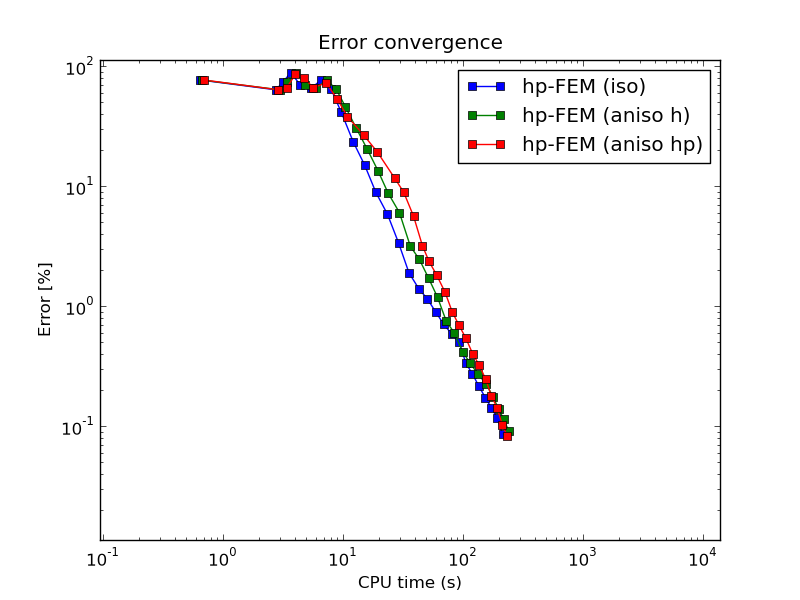 Error convergence
hp-FEM (iso)
hp-FEM (aniso h)
hp-FEM (aniso hp)
10^2
10^1
10^0
10^-1
Error [%]
10^-1 10^0 10^1 10^2 10^3 10^4
CPU time (s)